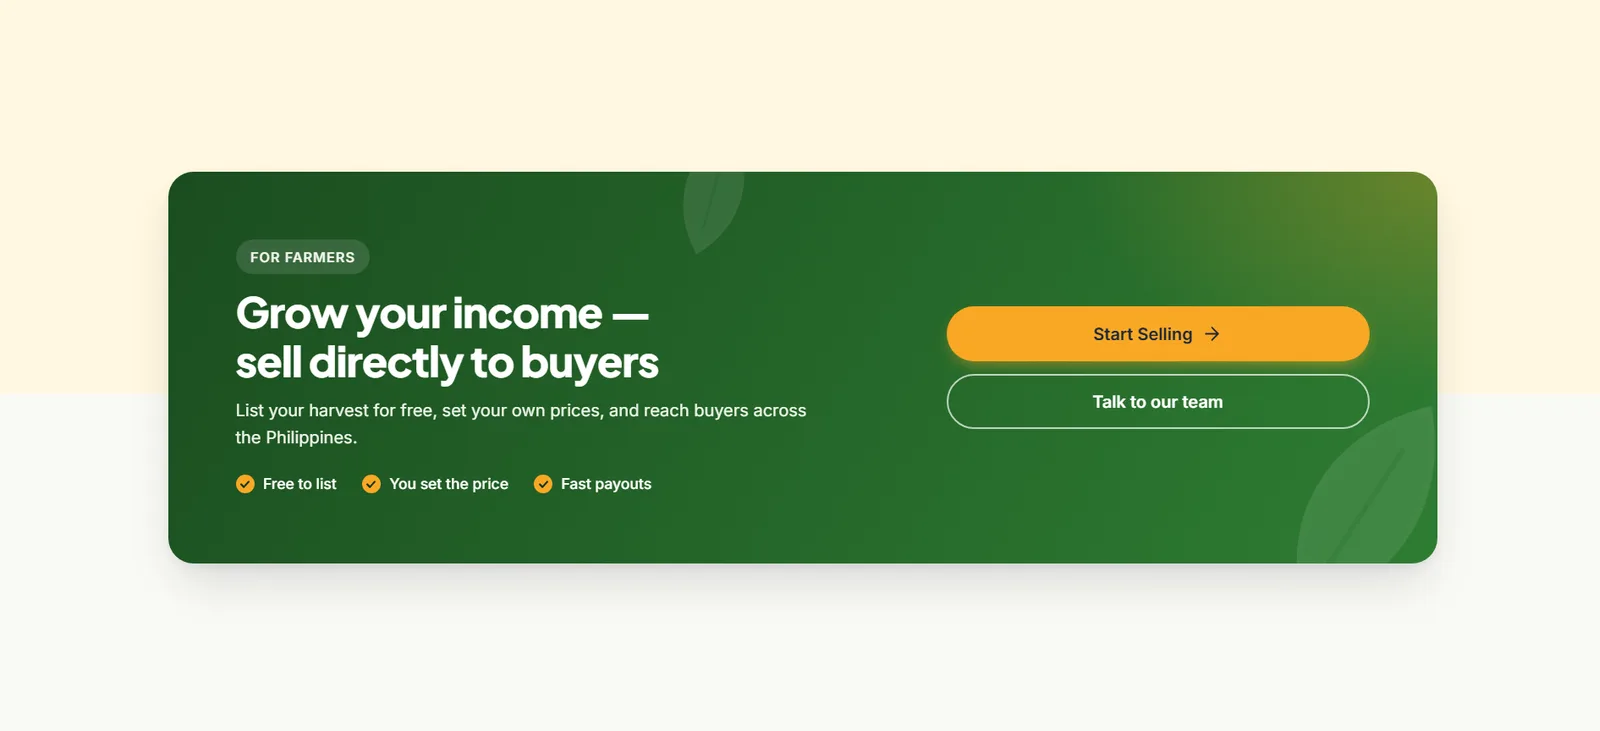 FOR FARMERS
Grow your income —
sell directly to buyers
List your harvest for free, set your own prices, and reach buyers across
the Philippines.
Free to list
You set the price
Fast payouts
Start Selling →
Talk to our team